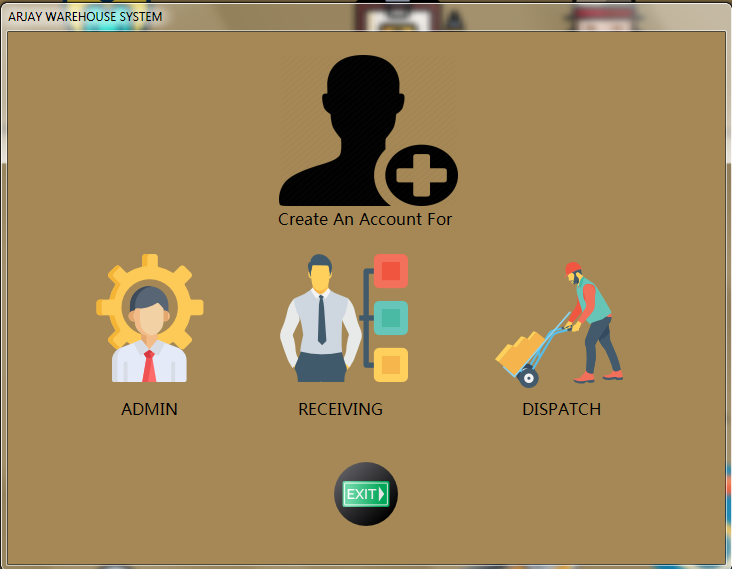 ARJAY WAREHOUSE SYSTEM
Create An Account For
ADMIN
RECEIVING
DISPATCH
EXIT